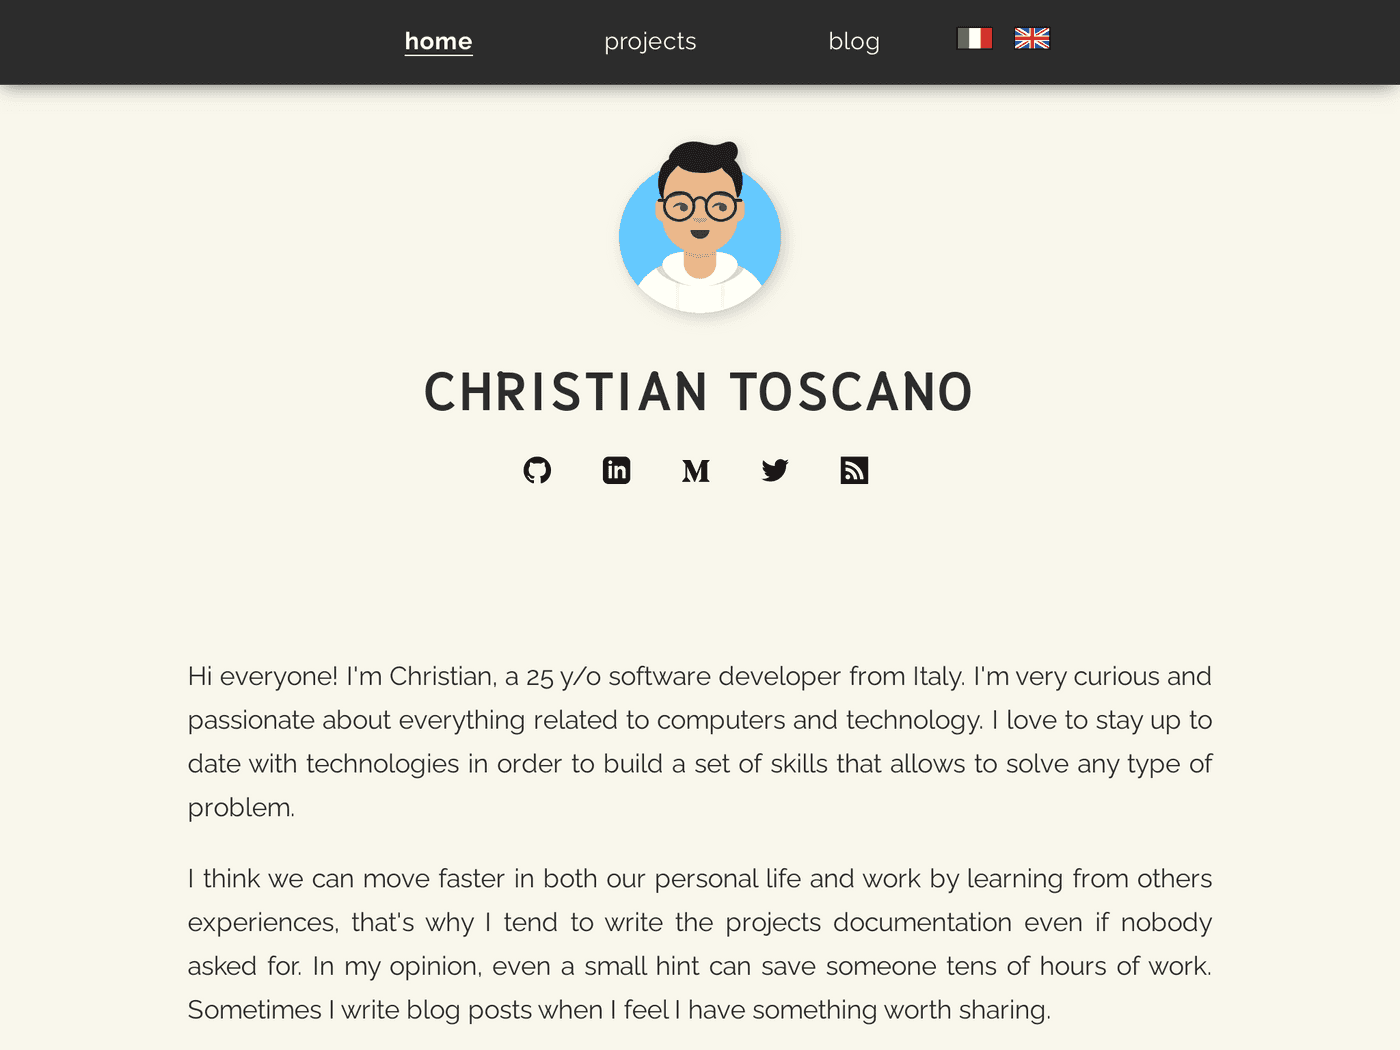 home projects blog
CHRISTIAN TOSCANO
in M
Hi everyone! I'm Christian, a 25 y/o software developer from Italy. I'm very curious and
passionate about everything related to computers and technology. I love to stay up to
date with technologies in order to build a set of skills that allows to solve any type of
problem.
I think we can move faster in both our personal life and work by learning from others
experiences, that's why I tend to write the projects documentation even if nobody
asked for. In my opinion, even a small hint can save someone tens of hours of work.
Sometimes I write blog posts when I feel I have something worth sharing.